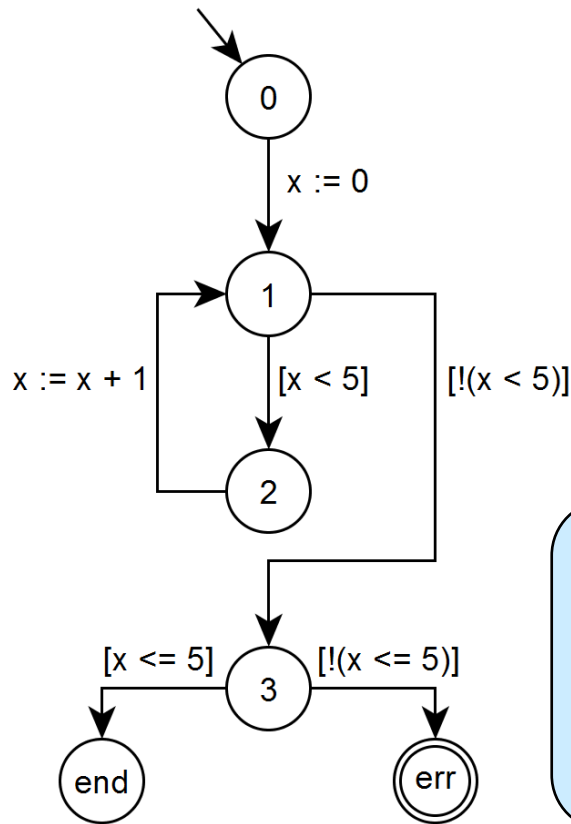 0
x := 0
1
x := x + 1
[x < 5]
[!(x < 5)]
2
[x <= 5]
[!(x <= 5)]
3
end
err